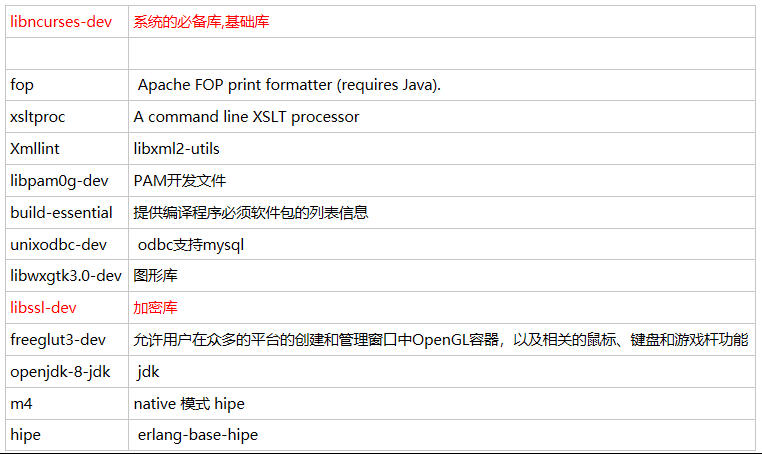 libncurses-dev 系统的必备库,基础库
fop Apache FOP print formatter (requires Java).
xsltproc A command line XSLT processor
Xmllint libxml2-utils
libpam0g-dev PAM开发文件
build-essential 提供编译程序必须软件包的列表信息
unixodbc-dev odbc支持mysql
libwxgtk3.0-dev 图形库
libssl-dev 加密库
freeglut3-dev 允许用户在众多的平台的创建和管理窗口中OpenGL容器，以及相关的鼠标、键盘和游戏杆功能
openjdk-8-jdk jdk
m4 native 模式 hipe
hipe erlang-base-hipe